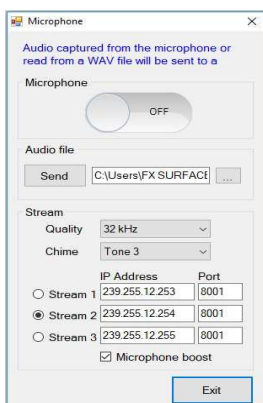 Microphone
Audio captured from the microphone or
read from a WAV file will be sent to a
Microphone
OFF
Audio file
Send C:\Users\FX SURFACE ...
Stream
Quality 32 kHz
Chime Tone 3
IP Address Port
Stream 1 239.255.12.253 8001
Stream 2 239.255.12.254 8001
Stream 3 239.255.12.255 8001
Microphone boost
Exit